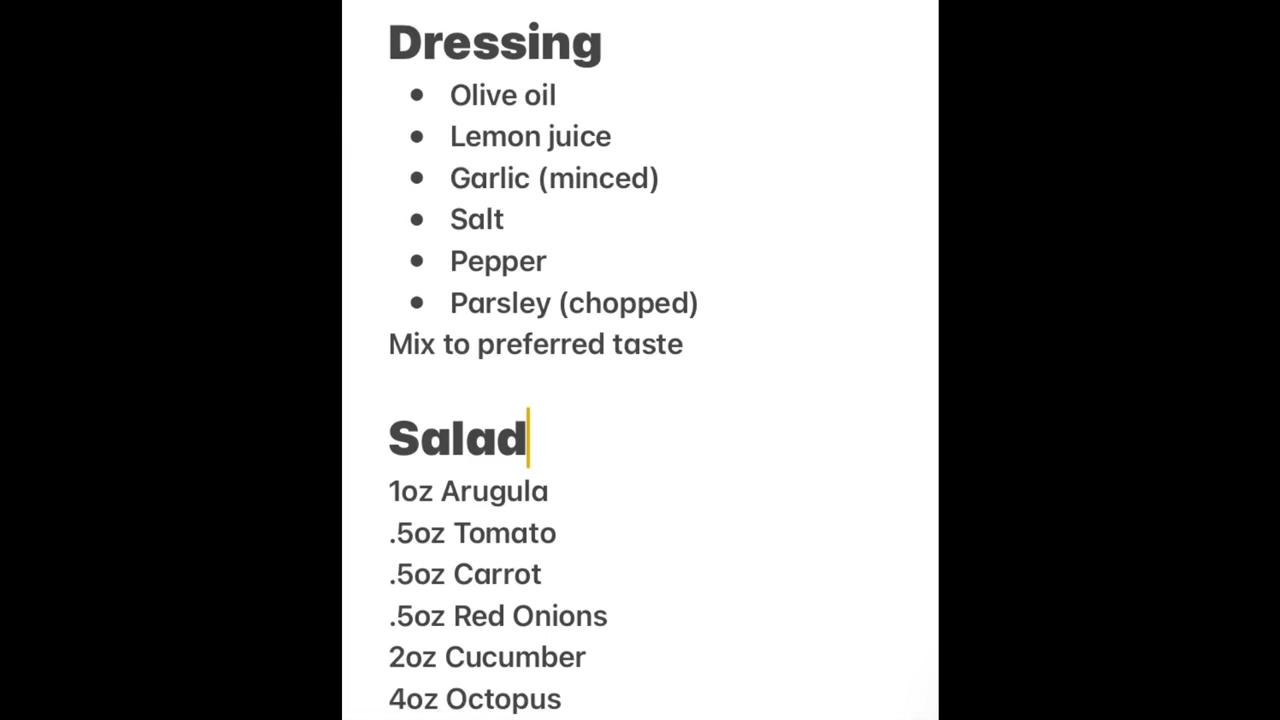 Dressing
• Olive oil
• Lemon juice
• Garlic (minced)
• Salt
• Pepper
• Parsley (chopped)
Mix to preferred taste
Salad
1oz Arugula
.5oz Tomato
.5oz Carrot
.5oz Red Onions
2oz Cucumber
4oz Octopus